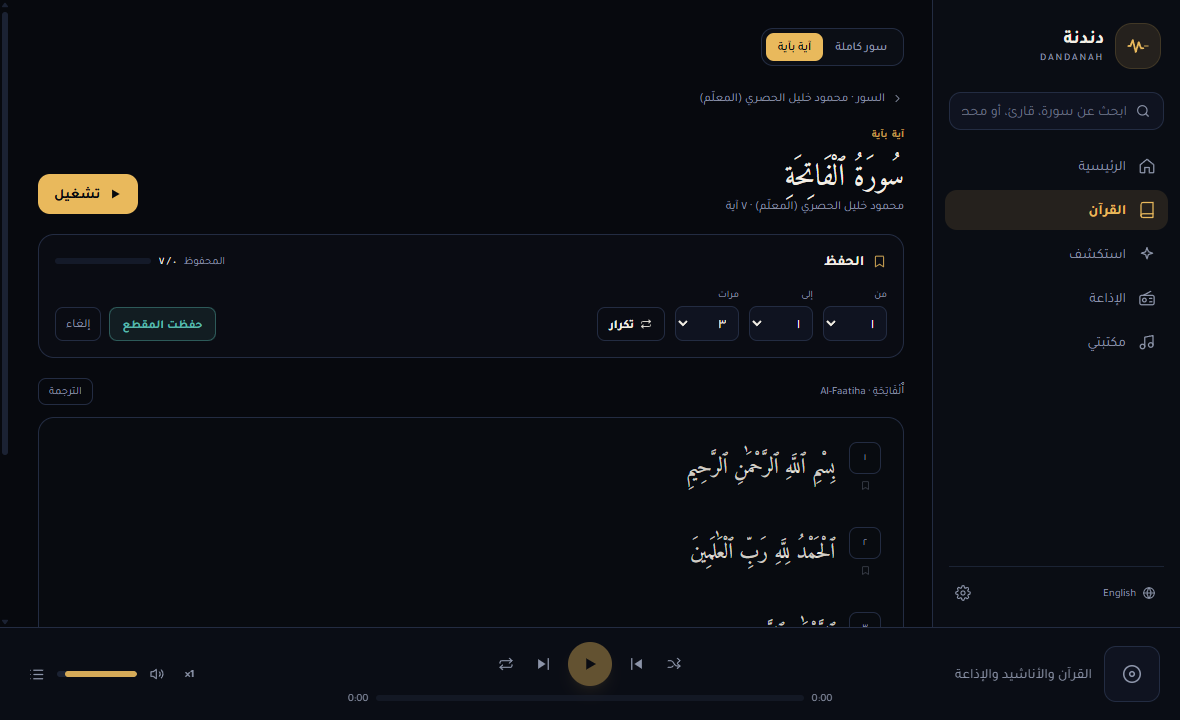 دندنة
DANDANAH
ابحث عن سورة، قارئ، أو محد
الرئيسية
القرآن
استكشف
الإذاعة
مكتبتي
English
سور كاملة
آية بآية
السور · محمود خليل الحصري (المعلّم)
آية بآية
سُورَةُ ٱلْفَاتِحَةِ
محمود خليل الحصري (المعلّم) · ٧ آية
تشغيل
الحفظ
المحفوظ ٠/٧
من
إلى
مرات
١
١
٣
تكرار
حفظت المقطع
إلغاء
ٱلْفَاتِحَةِ · Al-Faatiha
الترجمة
١
بِسْمِ ٱللَّهِ ٱلرَّحْمَٰنِ ٱلرَّحِيمِ
٢
ٱلْحَمْدُ لِلَّهِ رَبِّ ٱلْعَٰلَمِينَ
٣
القرآن والأناشيد والإذاعة
0:00
0:00
x1